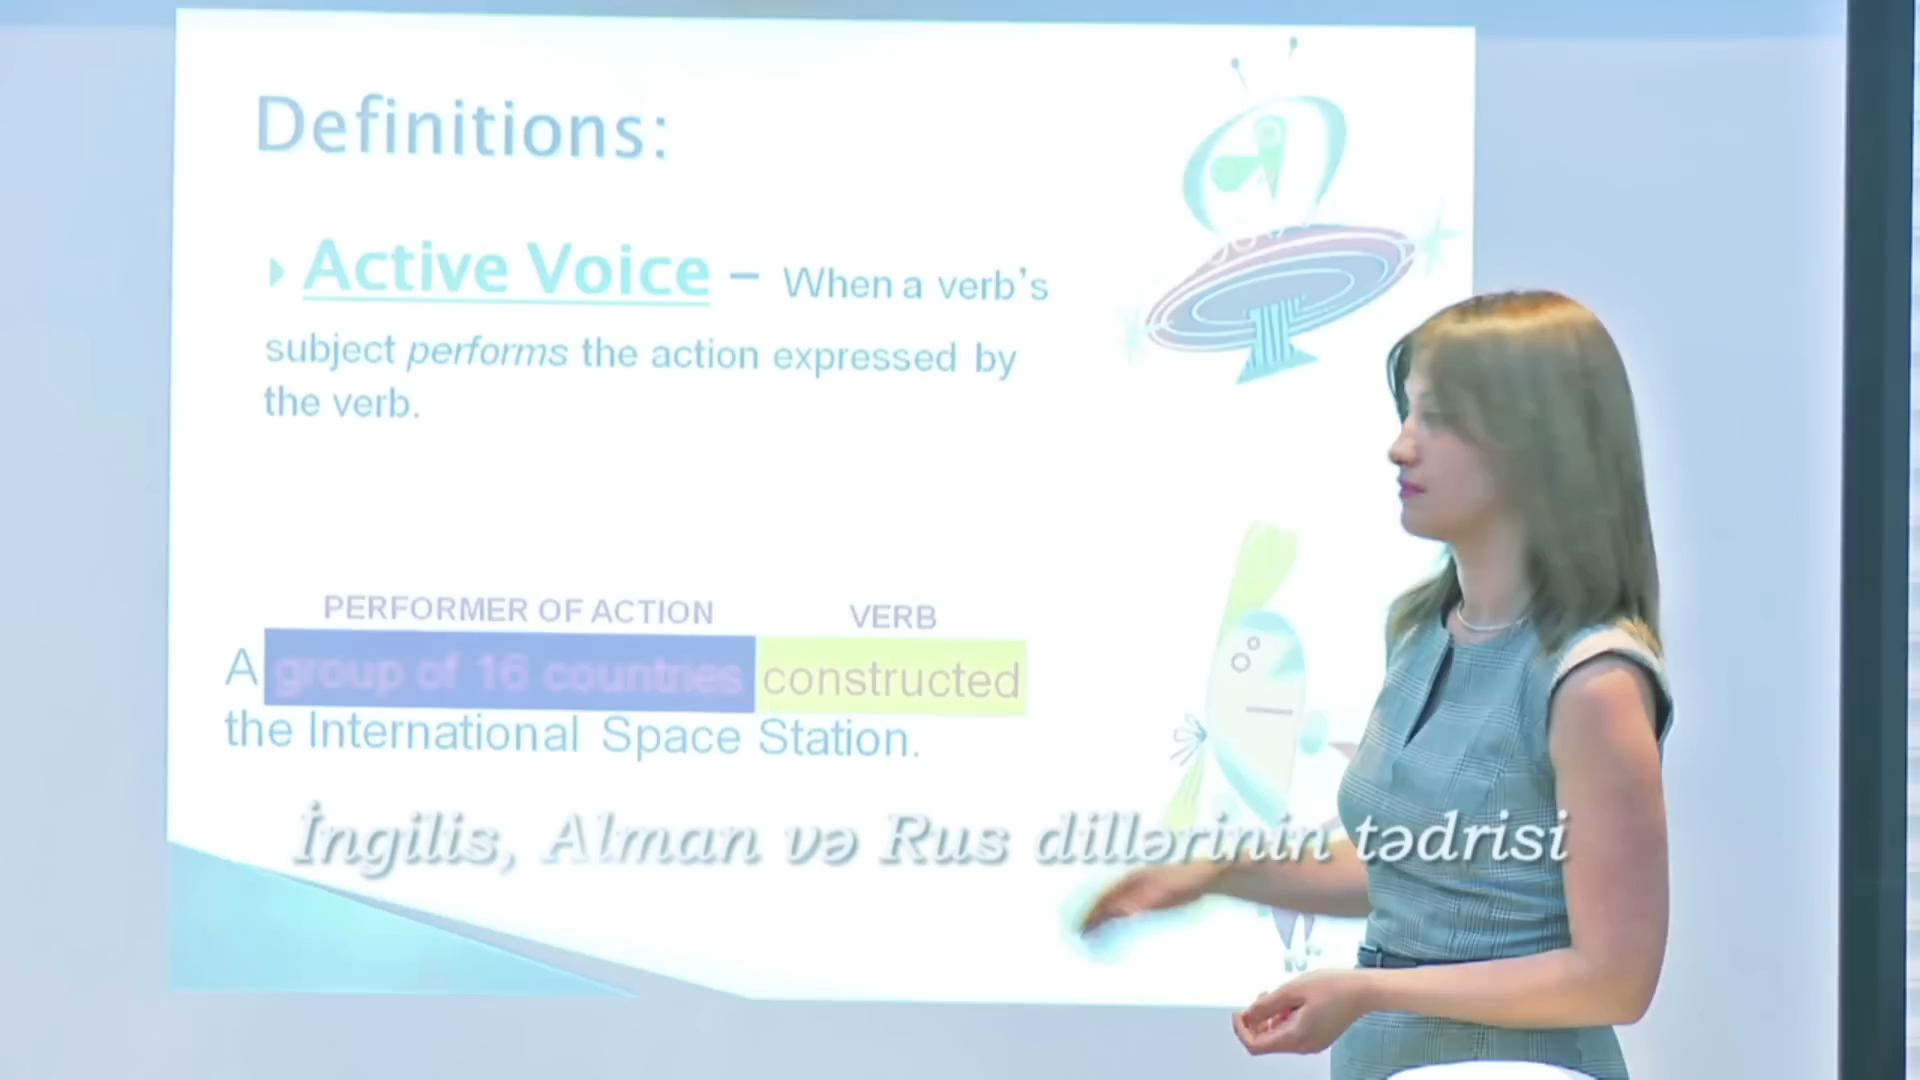 Definitions:
Active Voice – When a verb's
subject performs the action expressed by
the verb.
PERFORMER OF ACTION VERB
A group of 16 countries constructed
the International Space Station.
İngilis, Alman və Rus dillərinin tədrisi